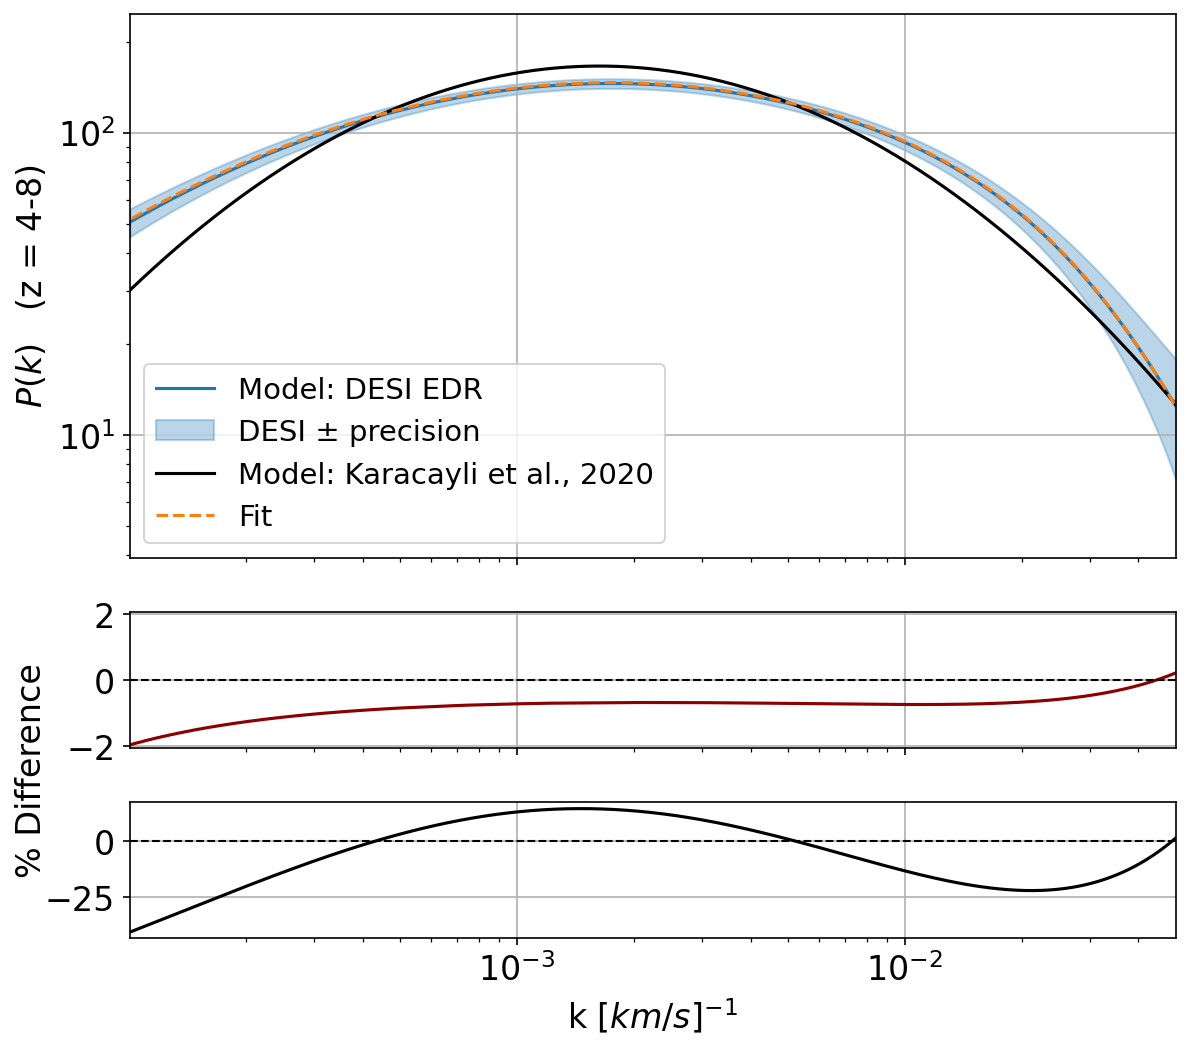 10²
10¹
P(k)   (z = 4-8)
Model: DESI EDR
DESI ± precision
Model: Karacayli et al., 2020
Fit
2
0
−2
% Difference
0
−25
10⁻³
10⁻²
k [km/s]⁻¹